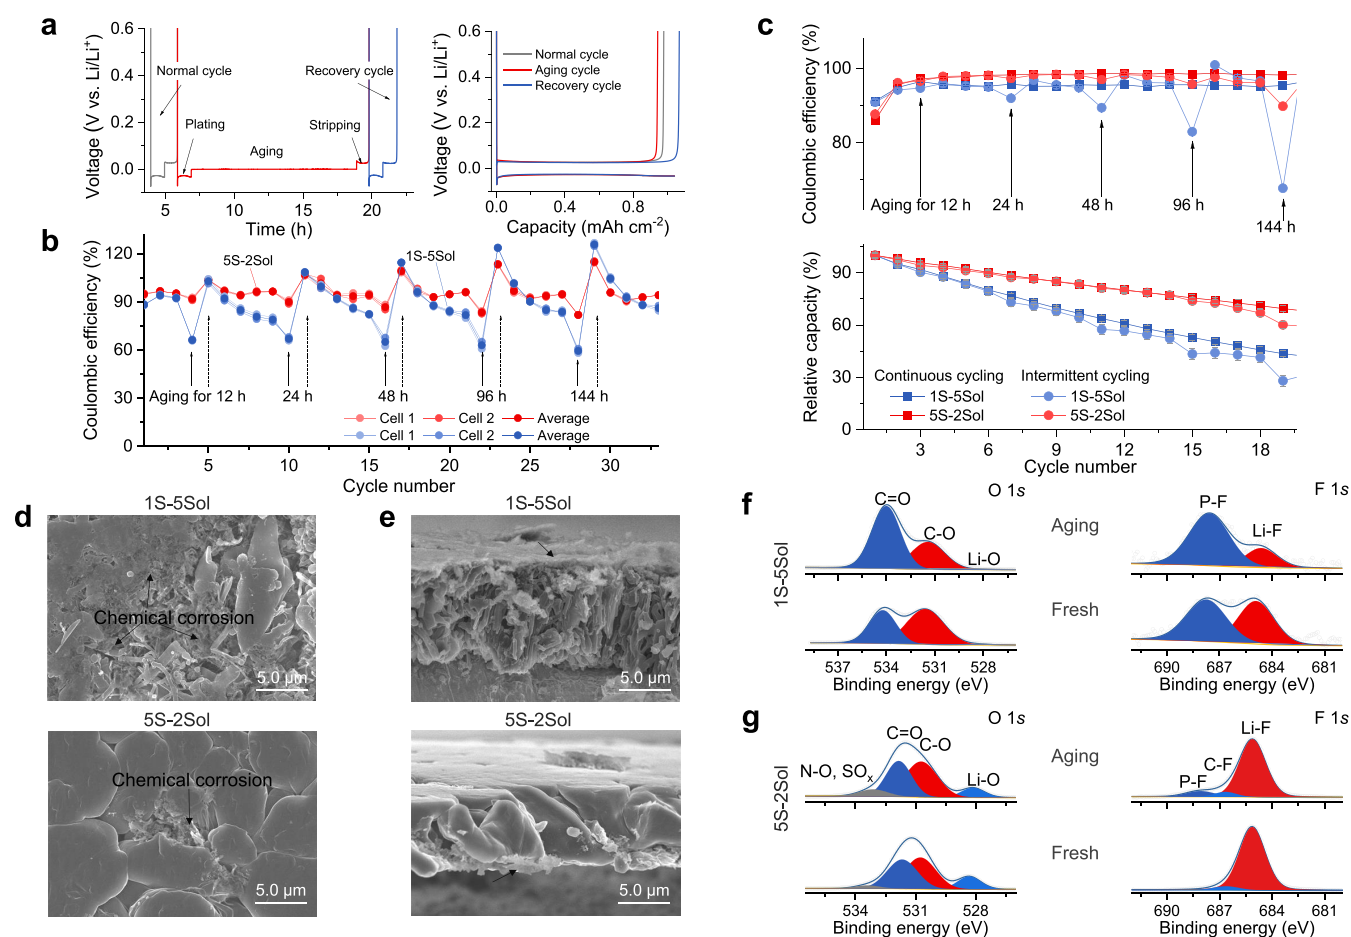 a
Voltage (V vs. Li/Li+)
0.6
0.4
0.2
0.0
Normal cycle
Recovery cycle
Plating
Stripping
Aging
5
10
15
20
Time (h)
Voltage (V vs. Li/Li+)
0.6
0.4
0.2
0.0
Normal cycle
Aging cycle
Recovery cycle
0.0
0.4
0.8
Capacity (mAh cm-2)
b
Coulombic efficiency (%)
120
90
60
30
0
5S-2Sol
1S-5Sol
Aging for 12 h
24 h
48 h
96 h
144 h
Cell 1
Cell 2
Average
Cell 1
Cell 2
Average
5
10
15
20
25
30
Cycle number
c
Coulombic efficiency (%)
100
80
Aging for 12 h
24 h
48 h
96 h
144 h
Relative capacity (%)
90
60
30
0
Continuous cycling
Intermittent cycling
1S-5Sol
1S-5Sol
5S-2Sol
5S-2Sol
3
6
9
12
15
18
Cycle number
d
1S-5Sol
Chemical corrosion
5.0 μm
5S-2Sol
Chemical corrosion
5.0 μm
e
1S-5Sol
5.0 μm
5S-2Sol
5.0 μm
f
1S-5Sol
O 1s
C=O
C-O
Li-O
537
534
531
528
Binding energy (eV)
Aging
Fresh
F 1s
P-F
Li-F
690
687
684
681
Binding energy (eV)
g
5S-2Sol
O 1s
C=O
C-O
N-O, SOx
Li-O
534
531
528
Binding energy (eV)
Aging
Fresh
F 1s
Li-F
C-F
P-F
690
687
684
681
Binding energy (eV)